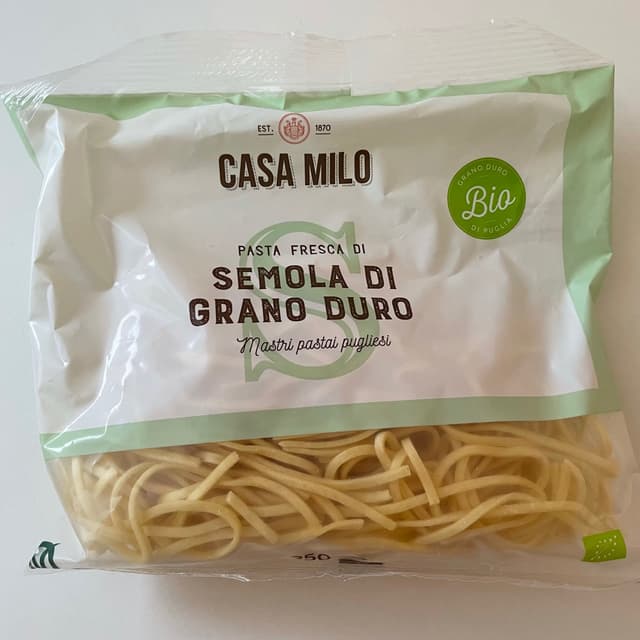 EST. 1870
CASA MILO
GRANO DURO
Bio
DI PUGLIA
PASTA FRESCA DI
S
SEMOLA DI
GRANO DURO
Mastri pastai pugliesi